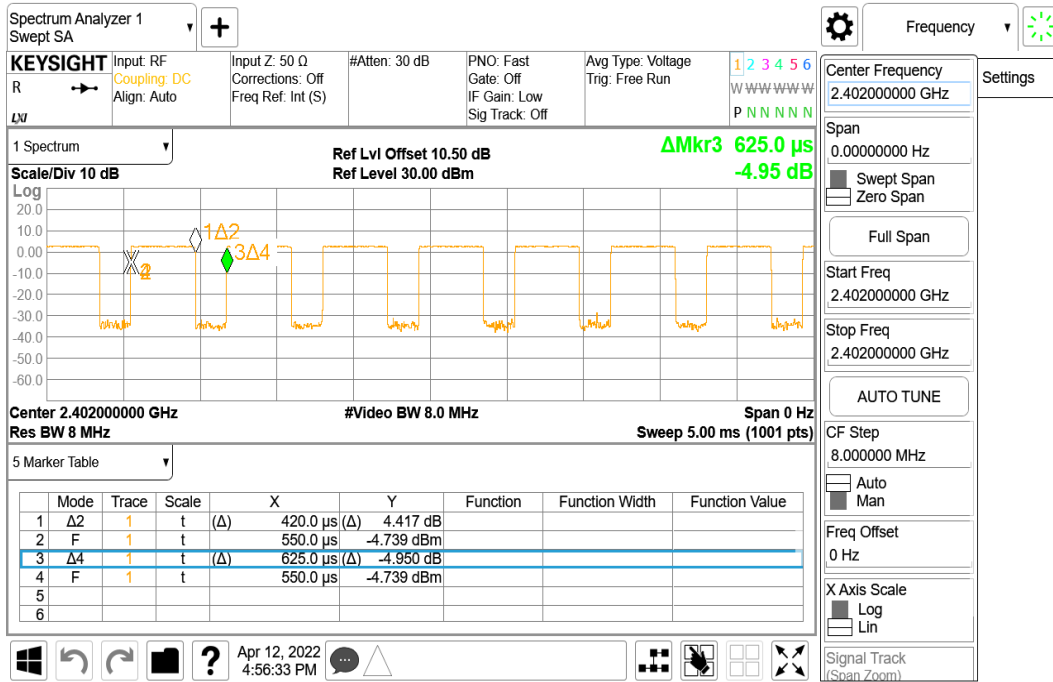 Spectrum Analyzer 1
Swept SA
Frequency
Settings
KEYSIGHT
R
LXI
Input: RF
Coupling: DC
Align: Auto
Input Z: 50 Ω
Corrections: Off
Freq Ref: Int (S)
#Atten: 30 dB
PNO: Fast
Gate: Off
IF Gain: Low
Sig Track: Off
Avg Type: Voltage
Trig: Free Run
1 2 3 4 5 6
W W W W W W
P N N N N N
1 Spectrum
Scale/Div 10 dB
Ref Lvl Offset 10.50 dB
Ref Level 30.00 dBm
ΔMkr3 625.0 µs
-4.95 dB
Log
20.0
10.0
0.00
-10.0
-20.0
-30.0
-40.0
-50.0
-60.0
1Δ2
3Δ4
Center 2.402000000 GHz
#Video BW 8.0 MHz
Span 0 Hz
Res BW 8 MHz
Sweep 5.00 ms (1001 pts)
5 Marker Table
Mode Trace Scale X Y Function Function Width Function Value
1 Δ2 1 t (Δ) 420.0 µs (Δ) 4.417 dB
2 F 1 t 550.0 µs -4.739 dBm
3 Δ4 1 t (Δ) 625.0 µs (Δ) -4.950 dB
4 F 1 t 550.0 µs -4.739 dBm
5
6
Apr 12, 2022
4:56:33 PM
?
Center Frequency
2.402000000 GHz
Span
0.00000000 Hz
Swept Span
Zero Span
Full Span
Start Freq
2.402000000 GHz
Stop Freq
2.402000000 GHz
AUTO TUNE
CF Step
8.000000 MHz
Auto
Man
Freq Offset
0 Hz
X Axis Scale
Log
Lin
Signal Track
(Span Zoom)